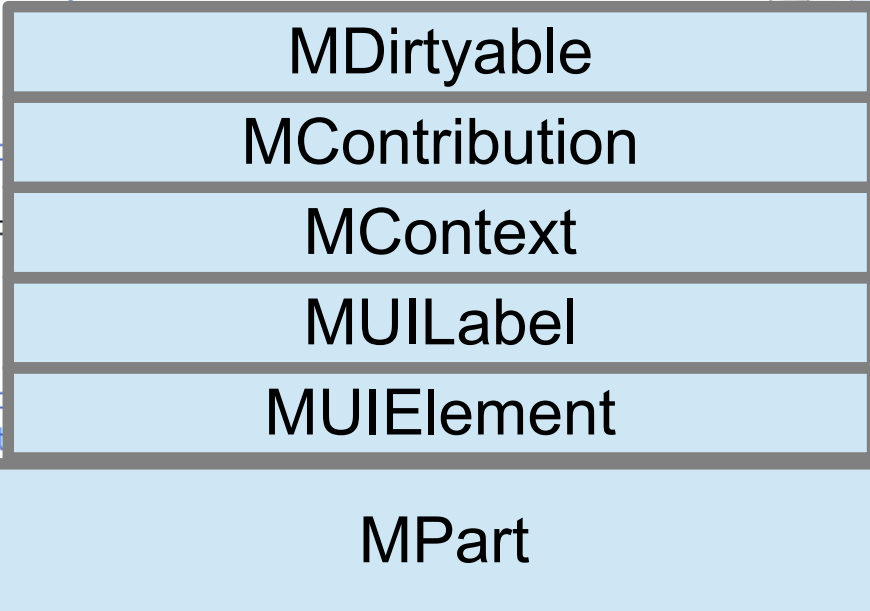 MDirtyable
MContribution
MContext
MUILabel
MUIElement
MPart